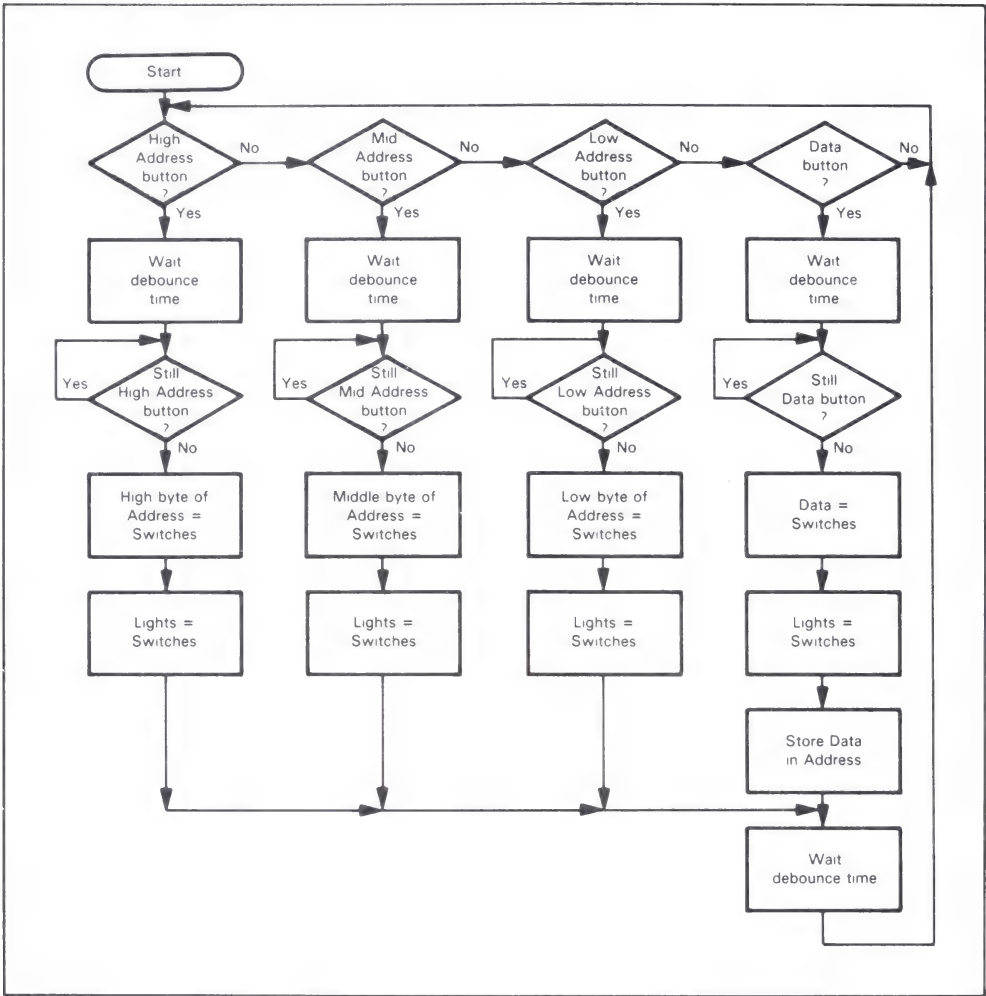 Start
High
Address
button
?
No
Yes
Mid
Address
button
?
No
Yes
Low
Address
button
?
No
Yes
Data
button
?
No
Yes
Wait
debounce
time
Wait
debounce
time
Wait
debounce
time
Wait
debounce
time
Still
High Address
button
?
Yes
No
Still
Mid Address
button
?
Yes
No
Still
Low Address
button
?
Yes
No
Still
Data button
?
Yes
No
High byte of
Address =
Switches
Middle byte of
Address =
Switches
Low byte of
Address =
Switches
Data =
Switches
Lights =
Switches
Lights =
Switches
Lights =
Switches
Lights =
Switches
Store Data
in Address
Wait
debounce time